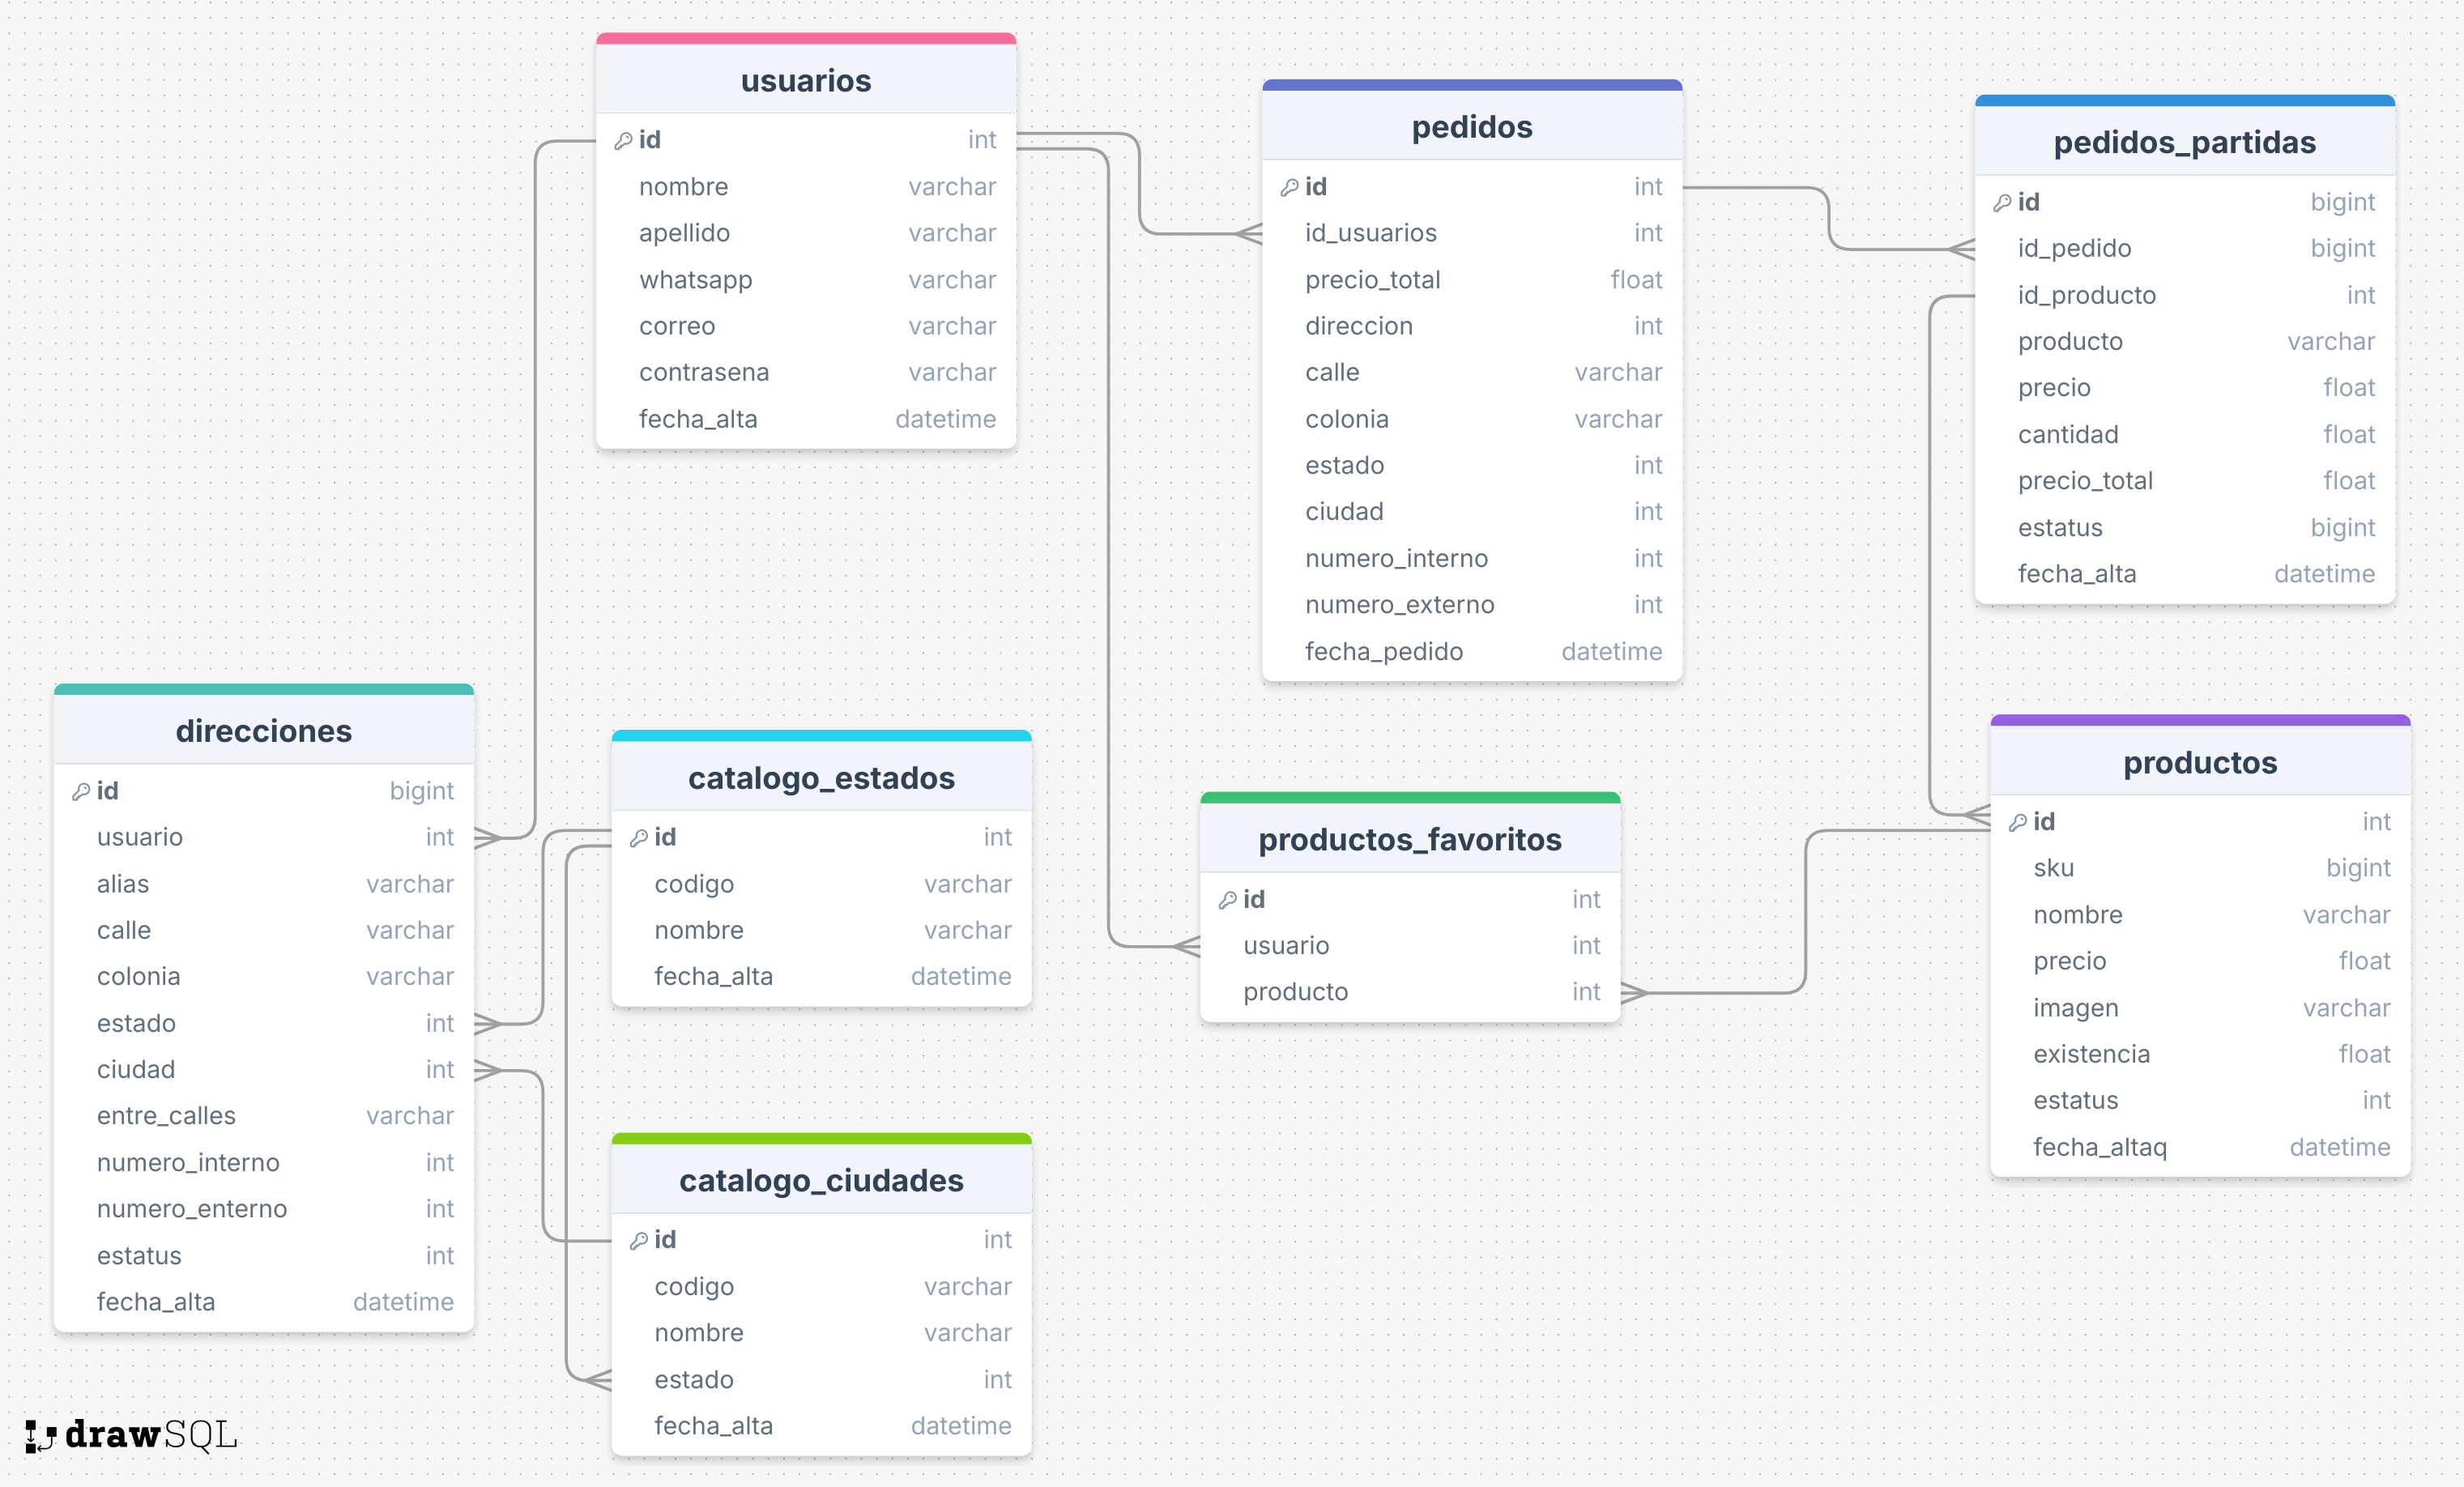 usuarios
id int
nombre varchar
apellido varchar
whatsapp varchar
correo varchar
contrasena varchar
fecha_alta datetime
pedidos
id int
id_usuarios int
precio_total float
direccion int
calle varchar
colonia varchar
estado int
ciudad int
numero_interno int
numero_externo int
fecha_pedido datetime
pedidos_partidas
id bigint
id_pedido bigint
id_producto int
producto varchar
precio float
cantidad float
precio_total float
estatus bigint
fecha_alta datetime
direcciones
id bigint
usuario int
alias varchar
calle varchar
colonia varchar
estado int
ciudad int
entre_calles varchar
numero_interno int
numero_enterno int
estatus int
fecha_alta datetime
catalogo_estados
id int
codigo varchar
nombre varchar
fecha_alta datetime
productos_favoritos
id int
usuario int
producto int
productos
id int
sku bigint
nombre varchar
precio float
imagen varchar
existencia float
estatus int
fecha_altaq datetime
catalogo_ciudades
id int
codigo varchar
nombre varchar
estado int
fecha_alta datetime
drawSQL